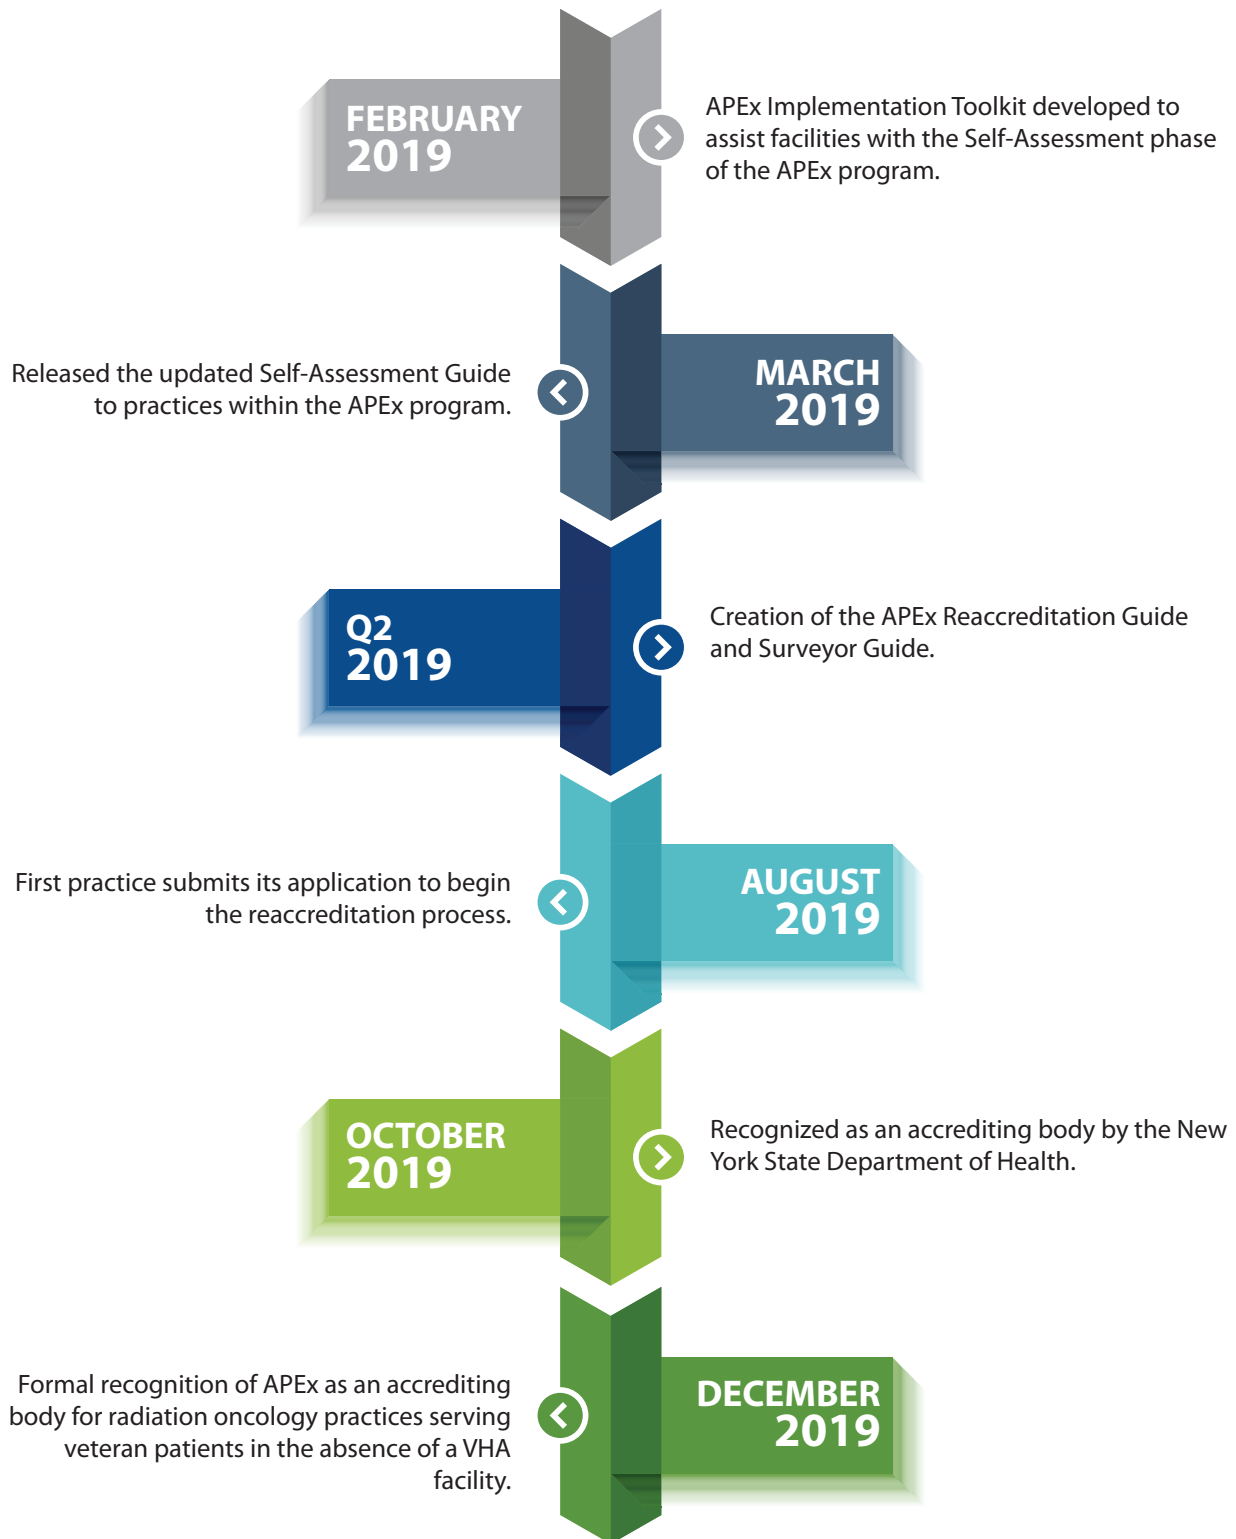 FEBRUARY
2019
APEx Implementation Toolkit developed to
assist facilities with the Self-Assessment phase
of the APEx program.
Released the updated Self-Assessment Guide
to practices within the APEx program.
MARCH
2019
Q2
2019
Creation of the APEx Reaccreditation Guide
and Surveyor Guide.
First practice submits its application to begin
the reaccreditation process.
AUGUST
2019
OCTOBER
2019
Recognized as an accrediting body by the New
York State Department of Health.
Formal recognition of APEx as an accrediting
body for radiation oncology practices serving
veteran patients in the absence of a VHA
facility.
DECEMBER
2019